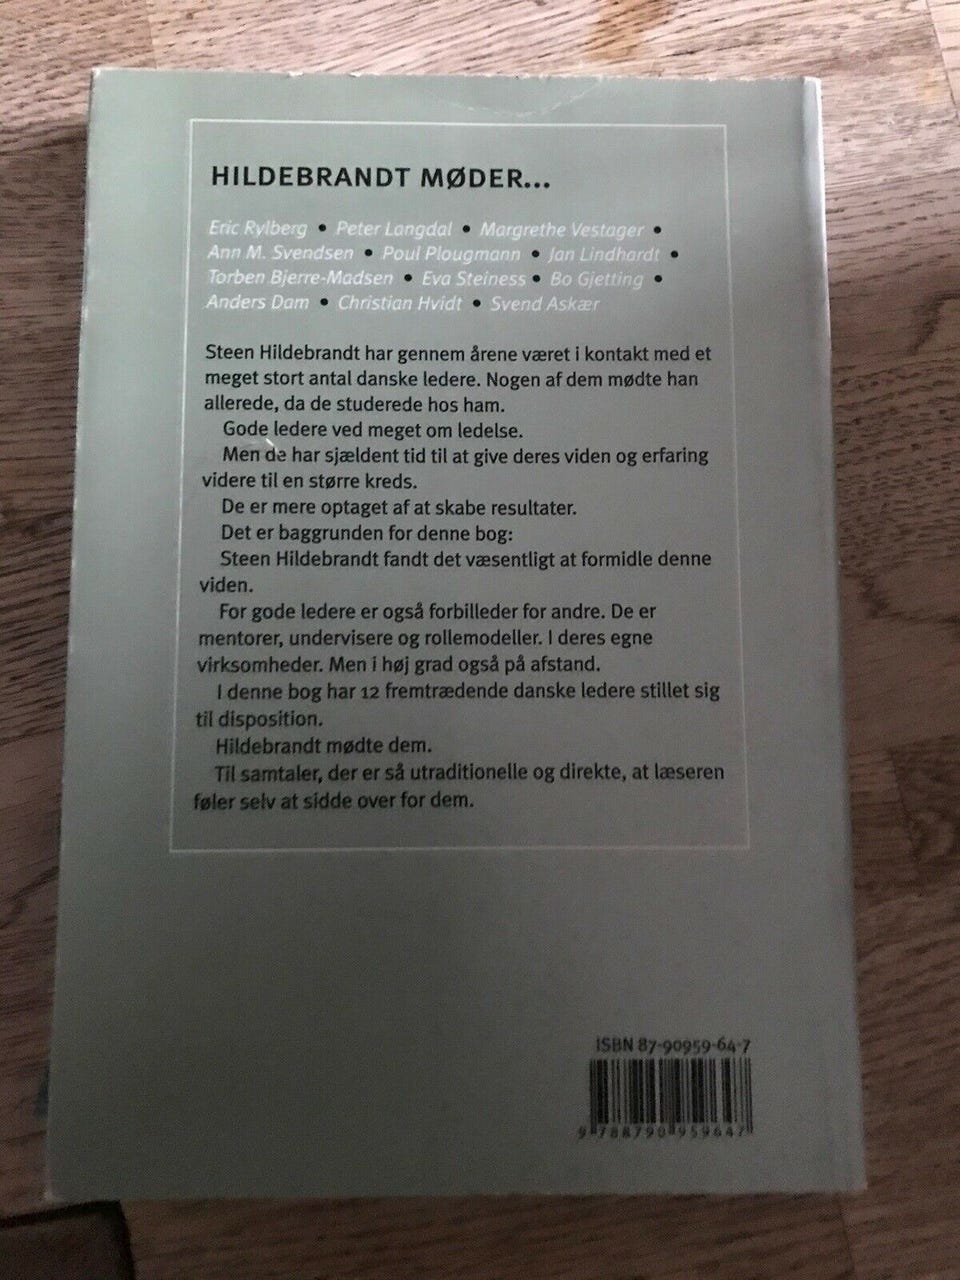 HILDEBRANDT MØDER...
Eric Rylberg • Peter Langdal • Margrethe Vestager •
Ann M. Svendsen • Poul Plougmann • Jan Lindhardt •
Torben Bjerre-Madsen • Eva Steiness • Bo Gjetting •
Anders Dam • Christian Hvidt • Svend Askær
Steen Hildebrandt har gennem årene været i kontakt med et
meget stort antal danske ledere. Nogen af dem mødte han
allerede, da de studerede hos ham.
Gode ledere ved meget om ledelse.
Men de har sjældent tid til at give deres viden og erfaring
videre til en større kreds.
De er mere optaget af at skabe resultater.
Det er baggrunden for denne bog:
Steen Hildebrandt fandt det væsentligt at formidle denne
viden.
For gode ledere er også forbilleder for andre. De er
mentorer, undervisere og rollemodeller. I deres egne
virksomheder. Men i høj grad også på afstand.
I denne bog har 12 fremtrædende danske ledere stillet sig
til disposition.
Hildebrandt mødte dem.
Til samtaler, der er så utraditionelle og direkte, at læseren
føler selv at sidde over for dem.
ISBN 87-90959-64-7
9 788790 959647